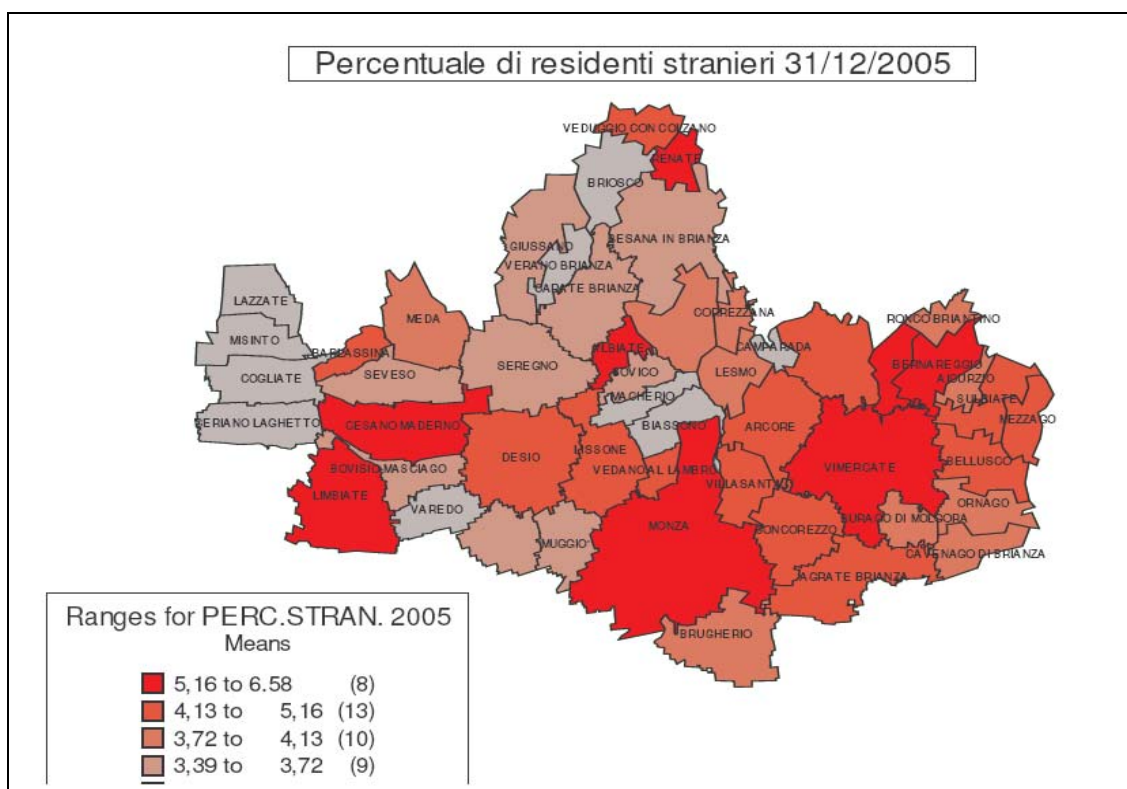 Percentuale di residenti stranieri 31/12/2005
VEDUGGIO CON COLZANO
RENATE
BRIOSCO
GIUSSANO
BESANA IN BRIANZA
VERANO BRIANZA
CARATE BRIANZA
LAZZATE
MEDA
CORREZZANA
RONCO BRIANTINO
MISINTO
BARLASSINA
ALBIATE
CAMPARADA
BERNAREGGIO
COGLIATE
SEVESO
SEREGNO
SOVICO
LESMO
AICURZIO
SULBIATE
MACHERIO
CERIANO LAGHETTO
CESANO MADERNO
BIASSONO
ARCORE
MEZZAGO
DESIO
LISSONE
BOVISIO MASCIAGO
VEDANO AL LAMBRO
VIMERCATE
BELLUSCO
LIMBIATE
VILLASANTA
ORNAGO
VAREDO
MONZA
CONCOREZZO
BURAGO DI MOLGORA
MUGGIO'
CAVENAGO DI BRIANZA
AGRATE BRIANZA
BRUGHERIO
Ranges for PERC.STRAN. 2005
Means
5,16 to 6.58 (8)
4,13 to 5,16 (13)
3,72 to 4,13 (10)
3,39 to 3,72 (9)